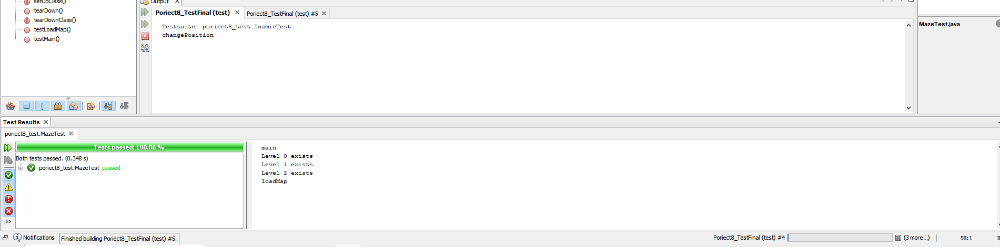 setUpClass()
tearDown()
tearDownClass()
testLoadMap()
testMain()
Output
Poriect8_TestFinal (test)
Poriect8_TestFinal (test) #5
Testsuite: poriect8_test.InamicTest
changePosition
MazeTest.java
Test Results
poriect8_test.MazeTest
Tests passed: 100.00 %
Both tests passed. (0.348 s)
poriect8_test.MazeTest passed
main
Level 0 exists
Level 1 exists
Level 2 exists
loadMap
Notifications
Finished building Poriect8_TestFinal (test) #5.
Poriect8_TestFinal (test) #4
(3 more...)
58:1